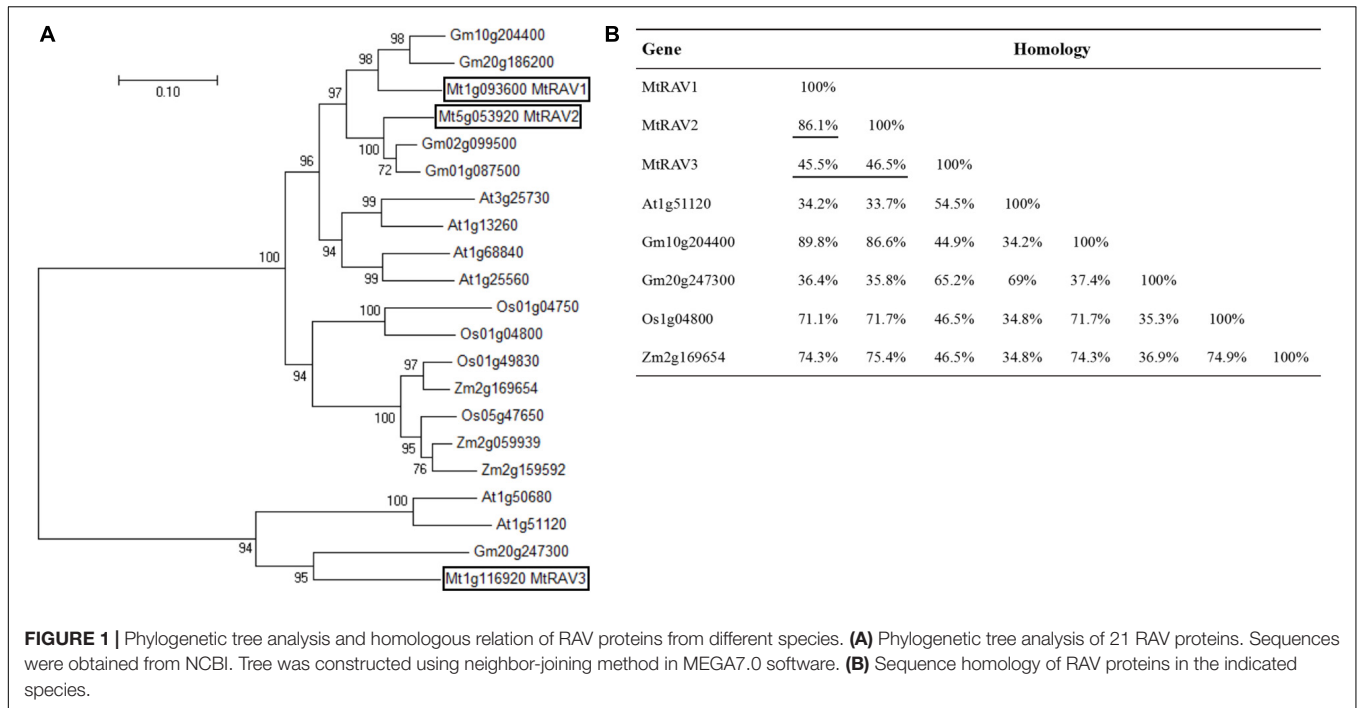 A
0.10
98
98
97
100
72
96
99
94
99
100
100
94
97
100
95
76
100
94
95
Gm10g204400
Gm20g186200
Mt1g093600 MtRAV1
Mt5g053920 MtRAV2
Gm02g099500
Gm01g087500
At3g25730
At1g13260
At1g68840
At1g25560
Os01g04750
Os01g04800
Os01g49830
Zm2g169654
Os05g47650
Zm2g059939
Zm2g159592
At1g50680
At1g51120
Gm20g247300
Mt1g116920 MtRAV3
B
Gene Homology
MtRAV1 100%
MtRAV2 86.1% 100%
MtRAV3 45.5% 46.5% 100%
At1g51120 34.2% 33.7% 54.5% 100%
Gm10g204400 89.8% 86.6% 44.9% 34.2% 100%
Gm20g247300 36.4% 35.8% 65.2% 69% 37.4% 100%
Os1g04800 71.1% 71.7% 46.5% 34.8% 71.7% 35.3% 100%
Zm2g169654 74.3% 75.4% 46.5% 34.8% 74.3% 36.9% 74.9% 100%
FIGURE 1 | Phylogenetic tree analysis and homologous relation of RAV proteins from different species. (A) Phylogenetic tree analysis of 21 RAV proteins. Sequences
were obtained from NCBI. Tree was constructed using neighbor-joining method in MEGA7.0 software. (B) Sequence homology of RAV proteins in the indicated
species.